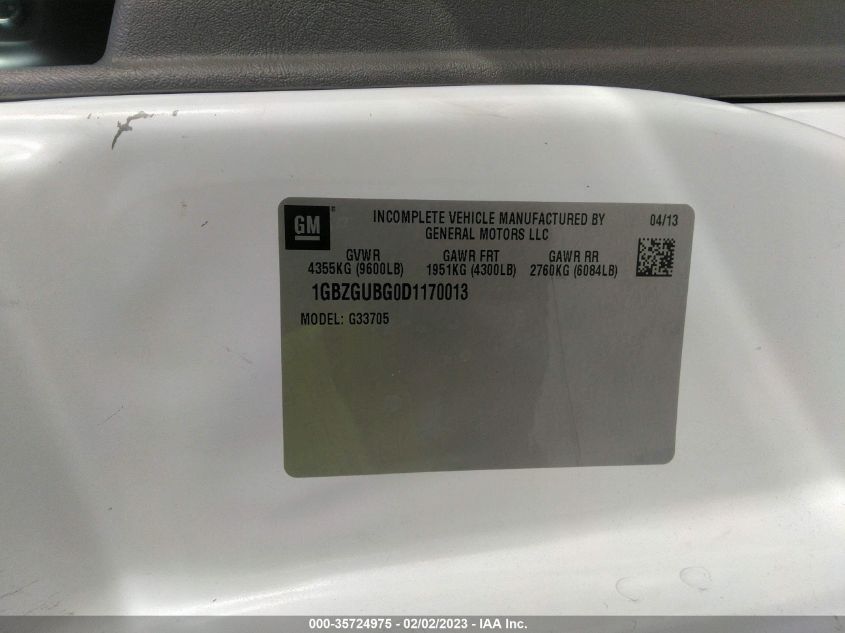 GM ® INCOMPLETE VEHICLE MANUFACTURED BY 04/13
GENERAL MOTORS LLC
GVWR GAWR FRT GAWR RR
4355KG (9600LB) 1951KG (4300LB) 2760KG (6084LB)
1GBZGUBG0D1170013
MODEL: G33705
000-35724975 - 02/02/2023 - IAA Inc.